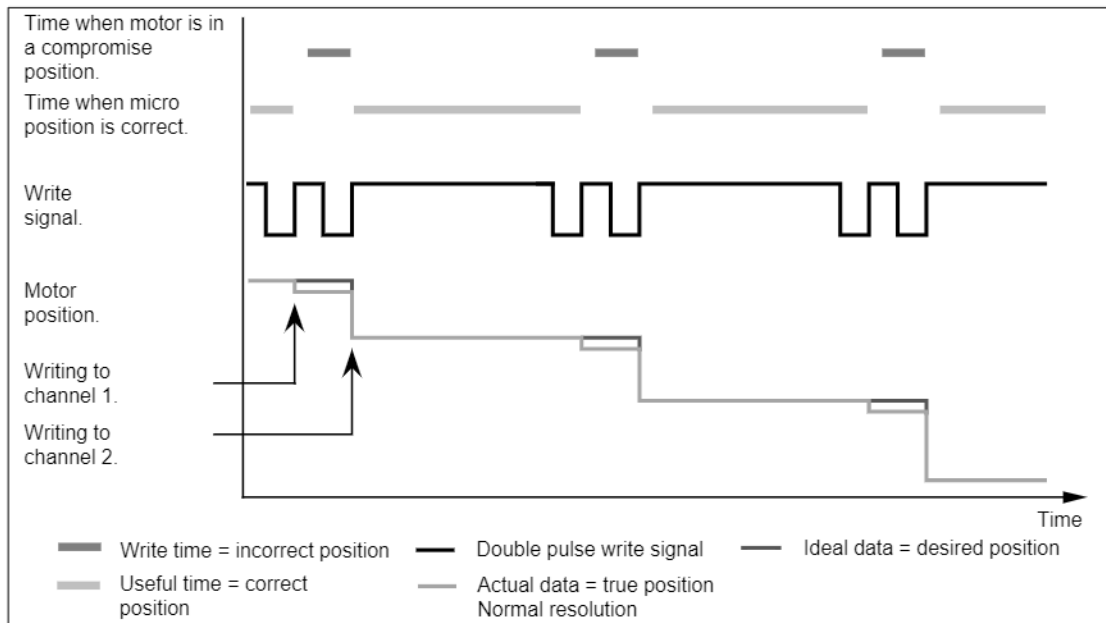 Time when motor is in
a compromise
position.
Time when micro
position is correct.
Write
signal.
Motor
position.
Writing to
channel 1.
Writing to
channel 2.
Time
Write time = incorrect position
Double pulse write signal
Ideal data = desired position
Useful time = correct
position
Actual data = true position
Normal resolution